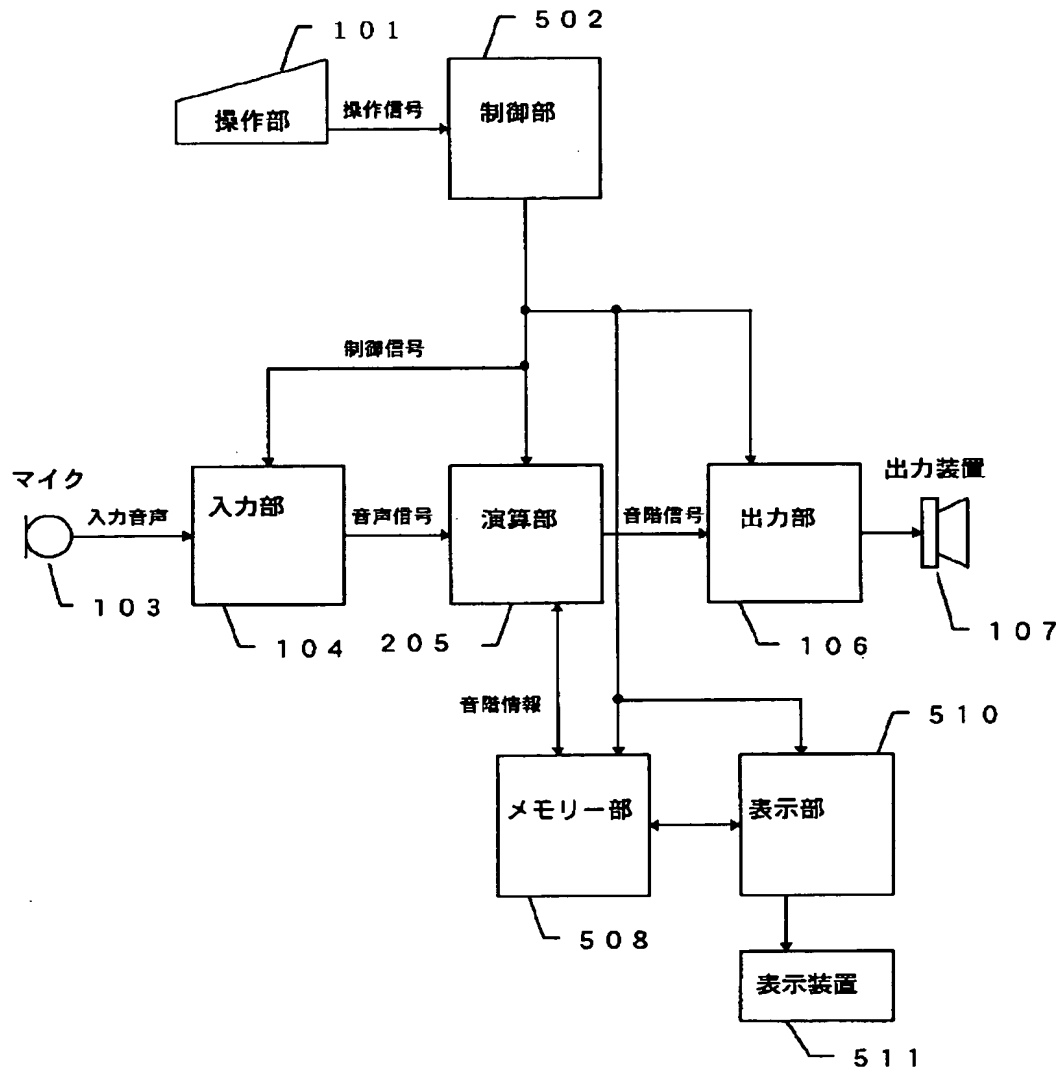 １０１
５０２
操作部
操作信号
制御部
制御信号
マイク
入力音声
入力部
音声信号
演算部
音階信号
出力部
出力装置
１０３
１０４
２０５
１０６
１０７
音階情報
５１０
メモリー部
表示部
５０８
表示装置
５１１